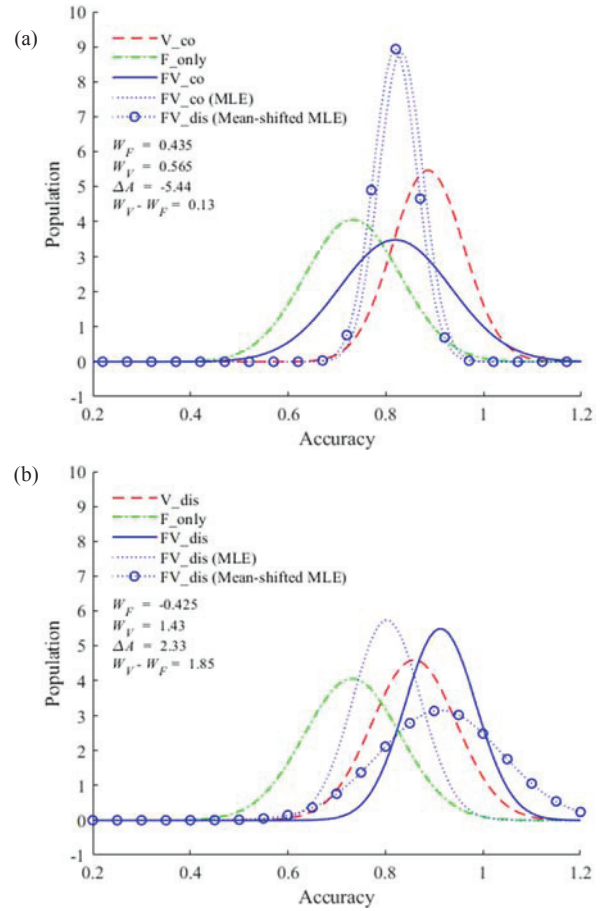 (a)
10
9
8
7
6
5
4
3
2
1
0
-1
Population
V_co
F_only
FV_co
FV_co (MLE)
FV_dis (Mean-shifted MLE)
W_F = 0.435
W_V = 0.565
ΔA = -5.44
W_V - W_F = 0.13
0.2 0.4 0.6 0.8 1 1.2
Accuracy
(b)
10
9
8
7
6
5
4
3
2
1
0
-1
Population
V_dis
F_only
FV_dis
FV_dis (MLE)
FV_dis (Mean-shifted MLE)
W_F = -0.425
W_V = 1.43
ΔA = 2.33
W_V - W_F = 1.85
0.2 0.4 0.6 0.8 1 1.2
Accuracy